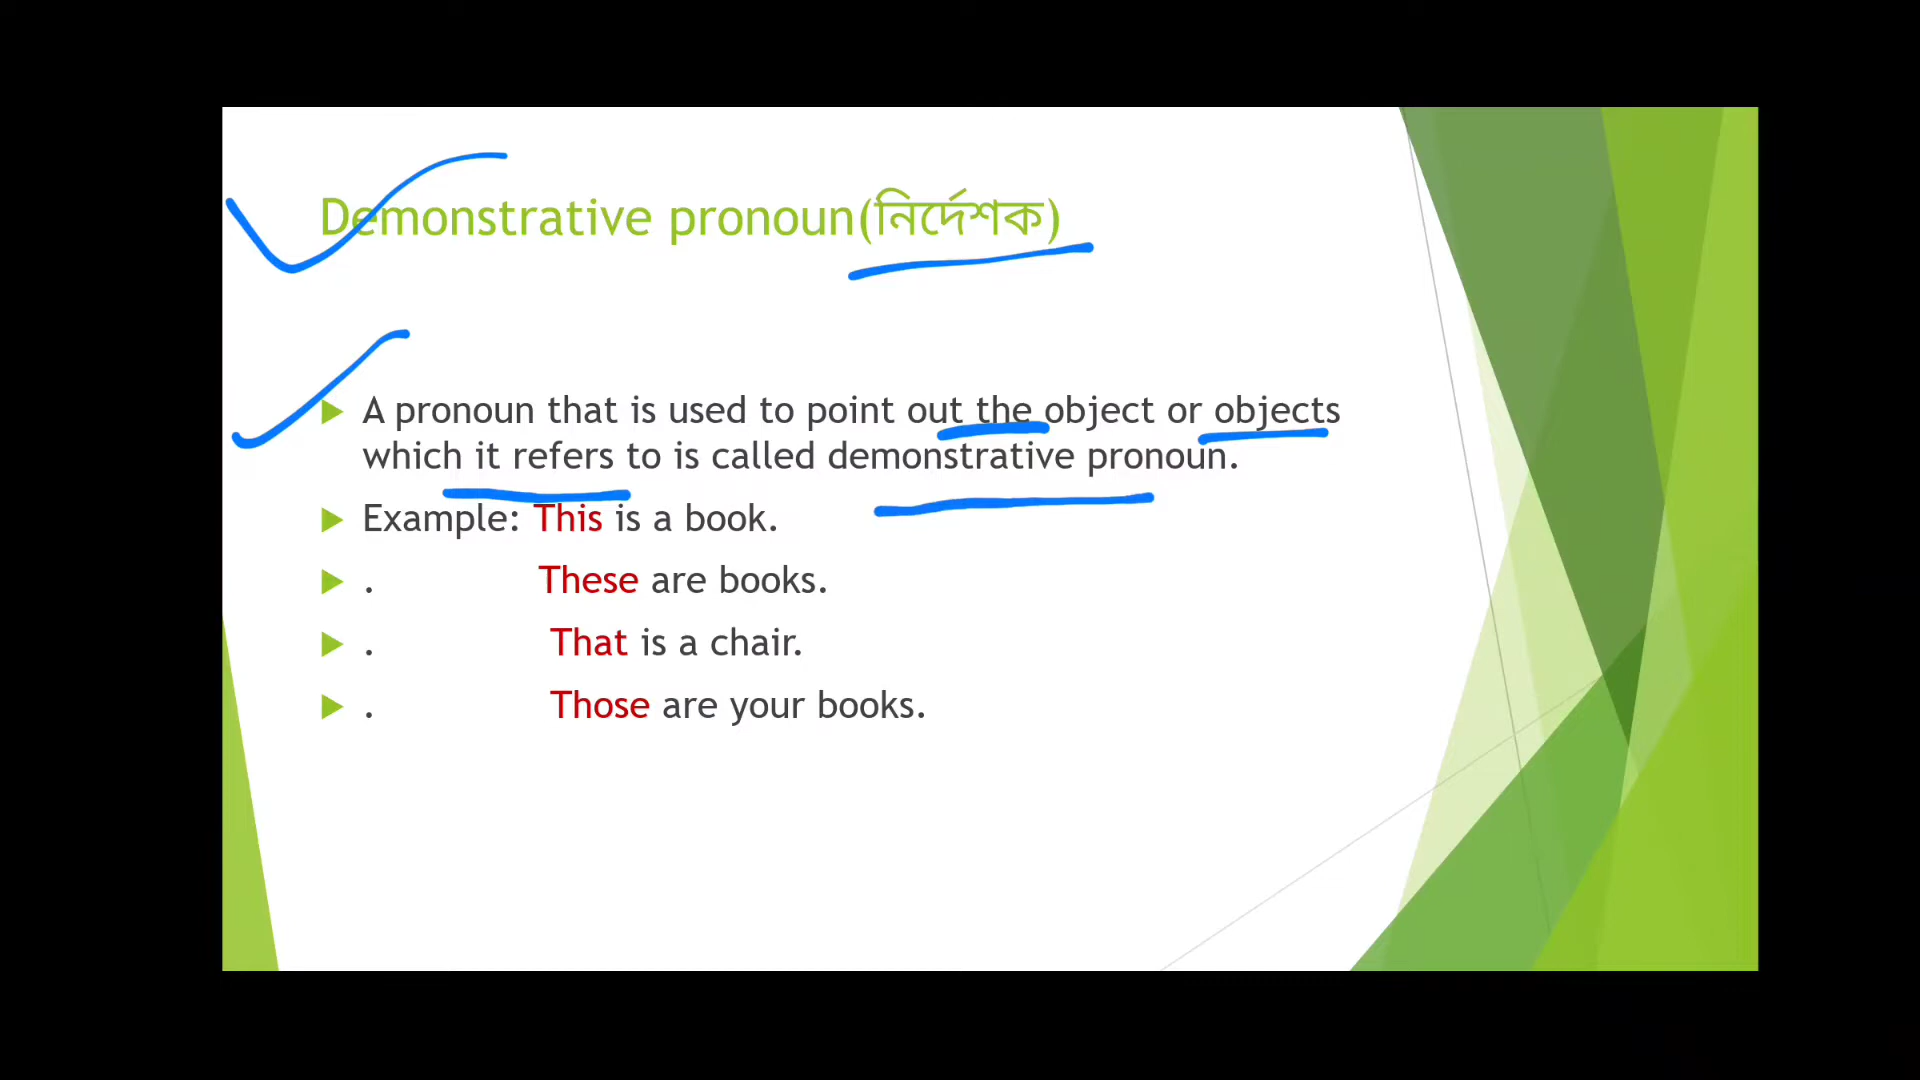 Demonstrative pronoun(নির্দেশক)
A pronoun that is used to point out the object or objects
which it refers to is called demonstrative pronoun.
Example: This is a book.
. These are books.
. That is a chair.
. Those are your books.